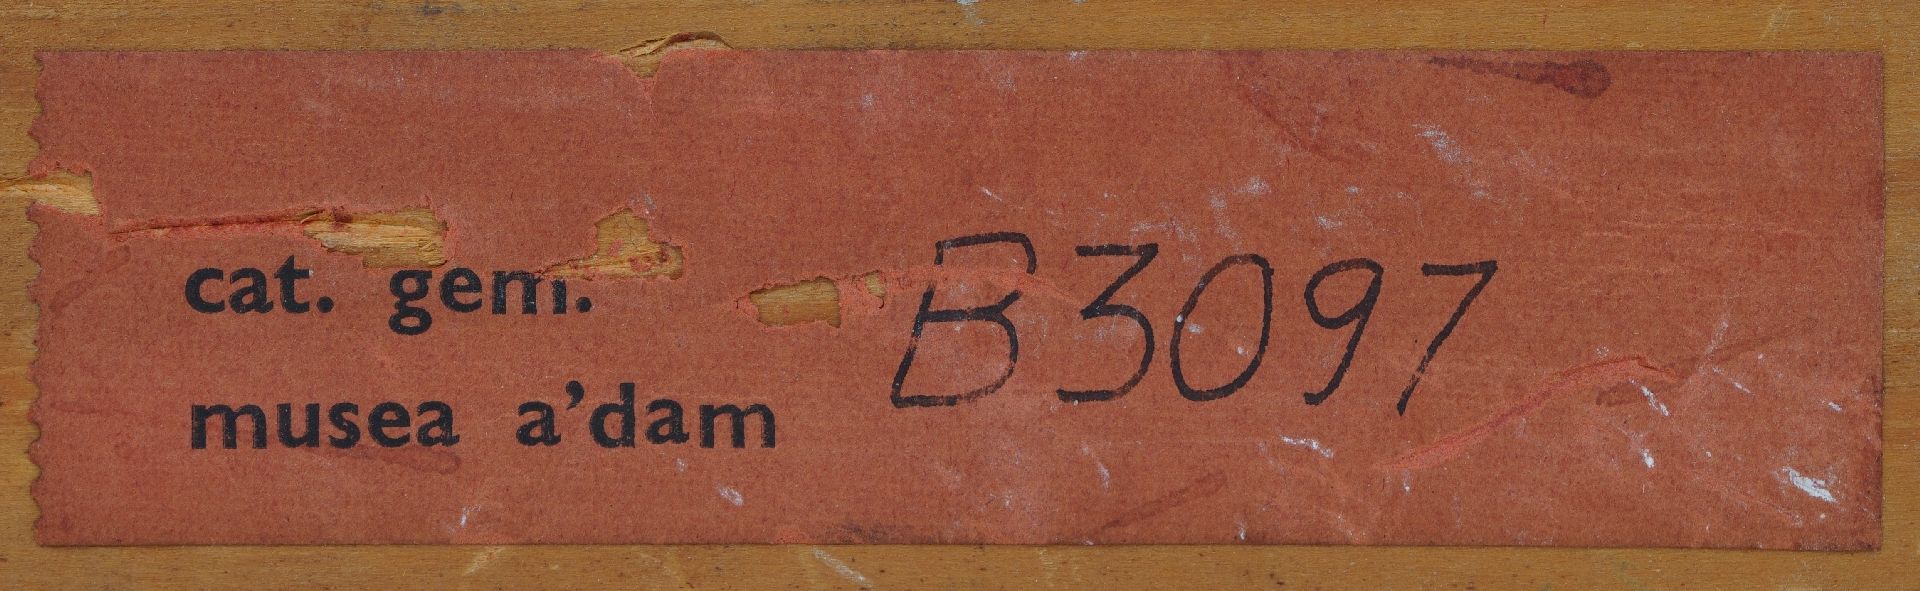 cat. gem. B3097
musea a'dam